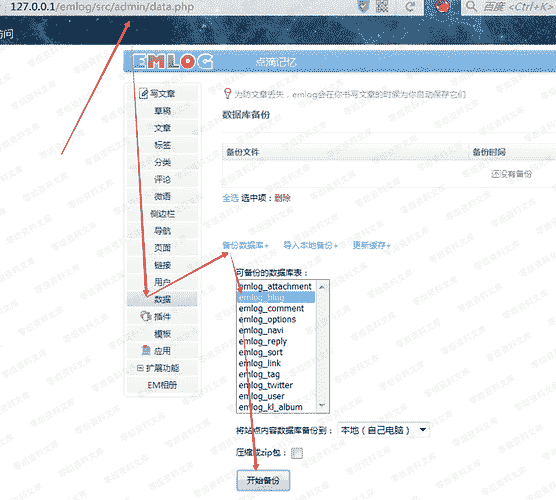 127.0.0.1/emlog/src/admin/data.php
百度 <Ctrl+K>
访问
EMLOG 点滴记忆
写文章
草稿
文章
标签
分类
评论
微语
侧边栏
导航
页面
链接
用户
数据
插件
模板
应用
扩展功能
EM相册
为防文章丢失，emlog会在你书写文章的时候为你自动保存它们
数据库备份
备份文件 备份时间
还没有备份
全选 选中项：删除
备份数据库+ 导入本地备份+ 更新缓存+
可备份的数据库表：
emlog_attachment
emlog_blog
emlog_comment
emlog_options
emlog_navi
emlog_reply
emlog_sort
emlog_link
emlog_tag
emlog_twitter
emlog_user
emlog_kl_album
将站点内容数据库备份到： 本地（自己电脑）
压缩成zip包：
开始备份